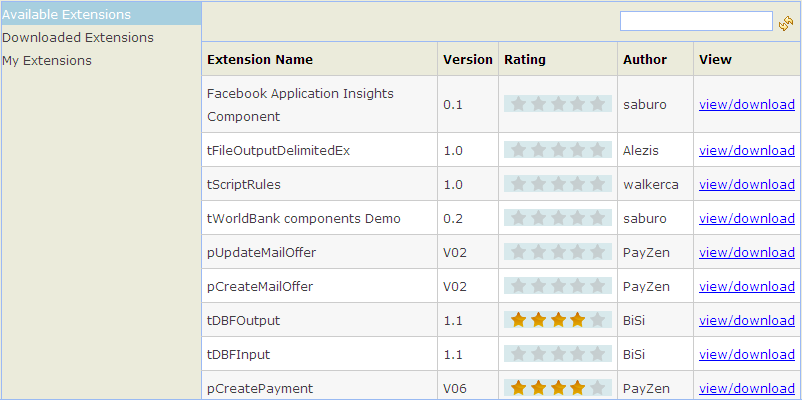 Available Extensions
Downloaded Extensions
My Extensions
Extension Name Version Rating Author View
Facebook Application Insights
Component 0.1 saburo view/download
tFileOutputDelimitedEx 1.0 Alezis view/download
tScriptRules 1.0 walkerca view/download
tWorldBank components Demo 0.2 saburo view/download
pUpdateMailOffer V02 PayZen view/download
pCreateMailOffer V02 PayZen view/download
tDBFOutput 1.1 BiSi view/download
tDBFInput 1.1 BiSi view/download
pCreatePayment V06 PayZen view/download